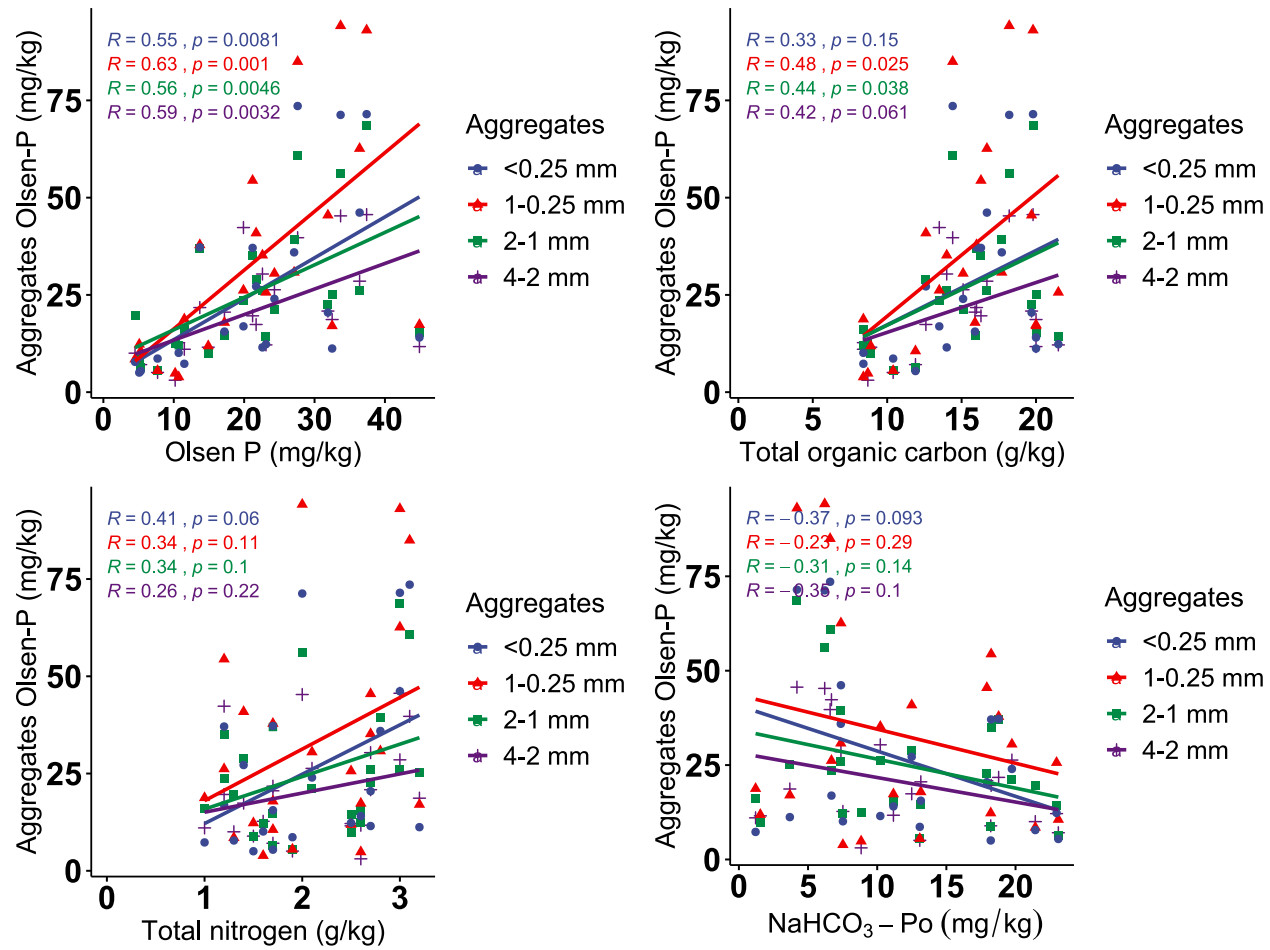 Aggregates Olsen-P (mg/kg)
R = 0.55 , p = 0.0081
R = 0.63 , p = 0.001
R = 0.56 , p = 0.0046
R = 0.59 , p = 0.0032
75
50
25
0
0 10 20 30 40
Olsen P (mg/kg)
Aggregates
<0.25 mm
1-0.25 mm
2-1 mm
4-2 mm
Aggregates Olsen-P (mg/kg)
R = 0.33 , p = 0.15
R = 0.48 , p = 0.025
R = 0.44 , p = 0.038
R = 0.42 , p = 0.061
75
50
25
0
0 5 10 15 20
Total organic carbon (g/kg)
Aggregates
<0.25 mm
1-0.25 mm
2-1 mm
4-2 mm
Aggregates Olsen-P (mg/kg)
R = 0.41 , p = 0.06
R = 0.34 , p = 0.11
R = 0.34 , p = 0.1
R = 0.26 , p = 0.22
75
50
25
0
0 1 2 3
Total nitrogen (g/kg)
Aggregates
<0.25 mm
1-0.25 mm
2-1 mm
4-2 mm
Aggregates Olsen-P (mg/kg)
R = −0.37 , p = 0.093
R = −0.23 , p = 0.29
R = −0.31 , p = 0.14
R = −0.35 , p = 0.1
75
50
25
0
0 5 10 15 20
NaHCO₃ − Po (mg/kg)
Aggregates
<0.25 mm
1-0.25 mm
2-1 mm
4-2 mm